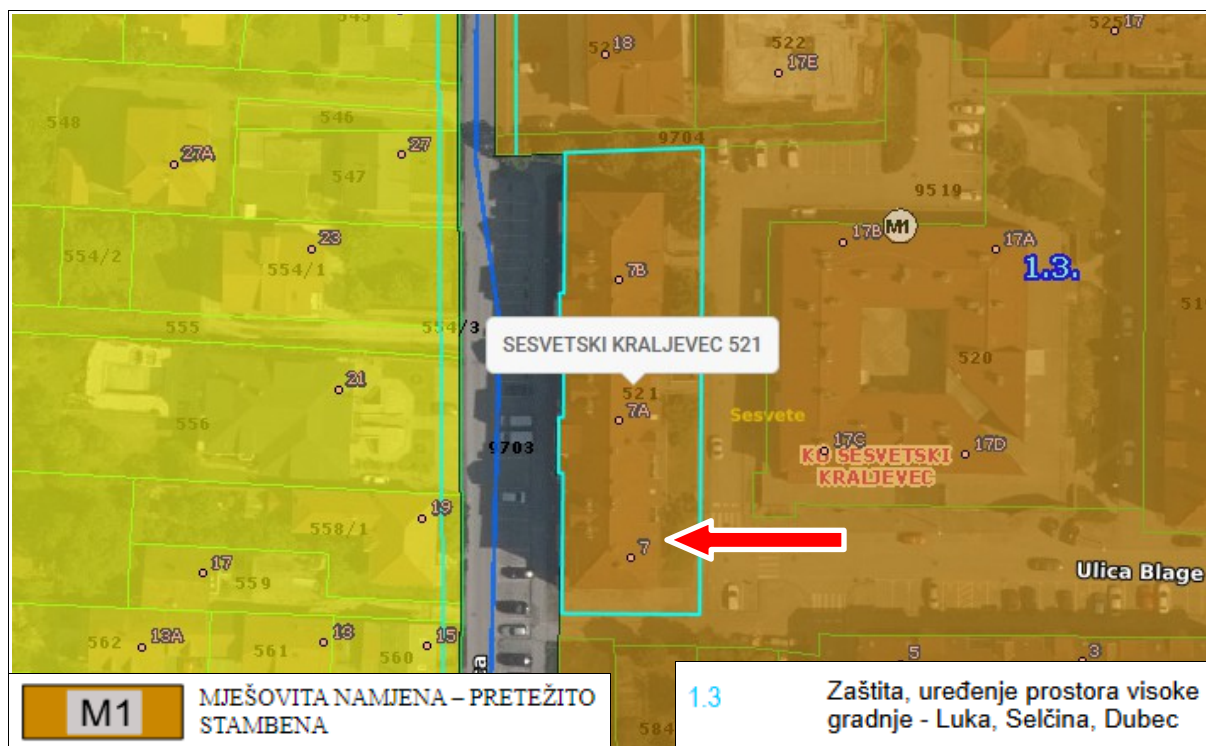 545
52
18
522
17E
525
17
548
546
27A
27
547
9704
9519
554/2
23
554/1
17B
M1
17A
1.3.
7B
555
554/3
SESVETSKI KRALJEVEC 521
520
21
521
7A
Sesvete
556
9703
17C
KO SESVETSKI
KRALJEVEC
17D
19
558/1
7
17
559
Ulica Blage
562
13A
561
13
560
15
5
3
M1
MJEŠOVITA NAMJENA – PRETEŽITO
STAMBENA
584
1.3
Zaštita, uređenje prostora visoke
gradnje - Luka, Selčina, Dubec